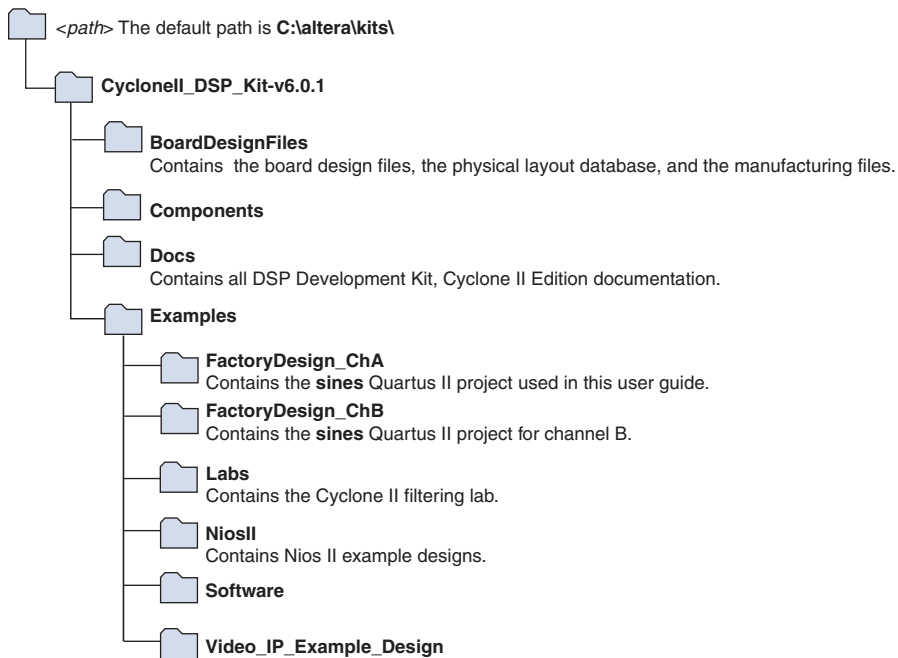 <path> The default path is C:\altera\kits\
CycloneII_DSP_Kit-v6.0.1
BoardDesignFiles
Contains the board design files, the physical layout database, and the manufacturing files.
Components
Docs
Contains all DSP Development Kit, Cyclone II Edition documentation.
Examples
FactoryDesign_ChA
Contains the sines Quartus II project used in this user guide.
FactoryDesign_ChB
Contains the sines Quartus II project for channel B.
Labs
Contains the Cyclone II filtering lab.
NiosII
Contains Nios II example designs.
Software
Video_IP_Example_Design